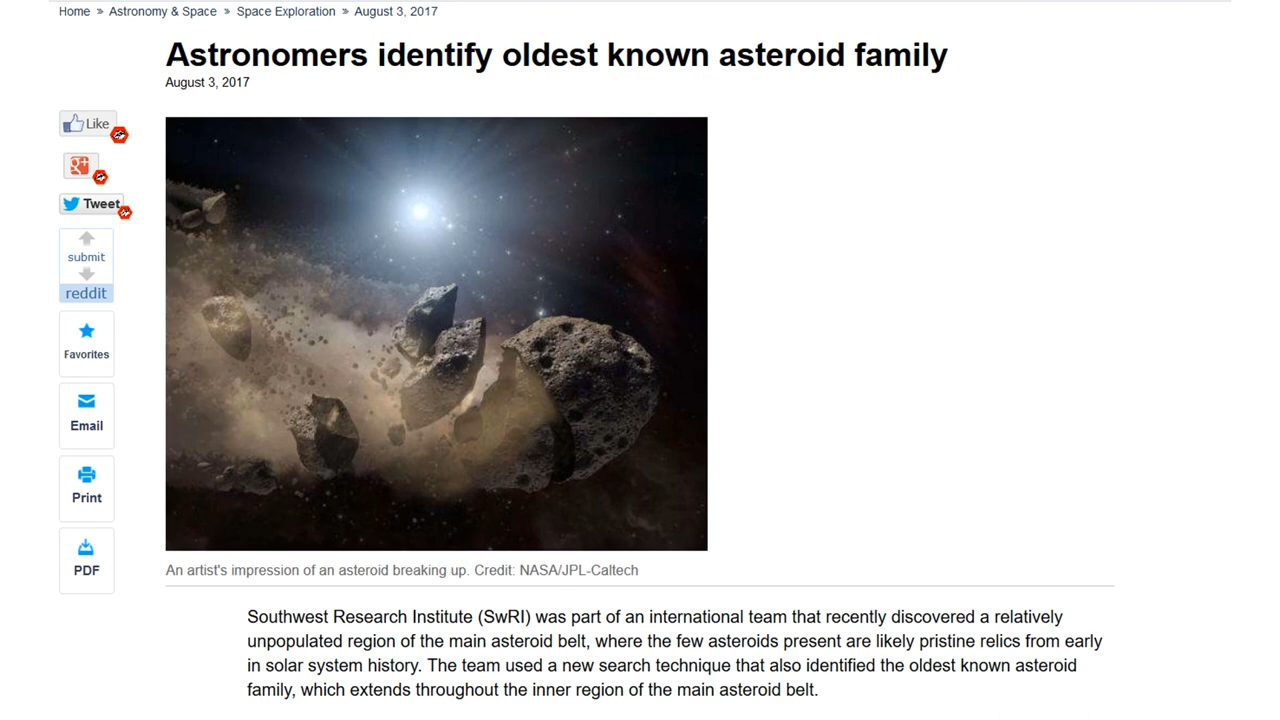 Home » Astronomy & Space » Space Exploration » August 3, 2017
Astronomers identify oldest known asteroid family
August 3, 2017
Like
g+
Tweet
submit
reddit
Favorites
Email
Print
PDF
An artist's impression of an asteroid breaking up. Credit: NASA/JPL-Caltech
Southwest Research Institute (SwRI) was part of an international team that recently discovered a relatively
unpopulated region of the main asteroid belt, where the few asteroids present are likely pristine relics from early
in solar system history. The team used a new search technique that also identified the oldest known asteroid
family, which extends throughout the inner region of the main asteroid belt.